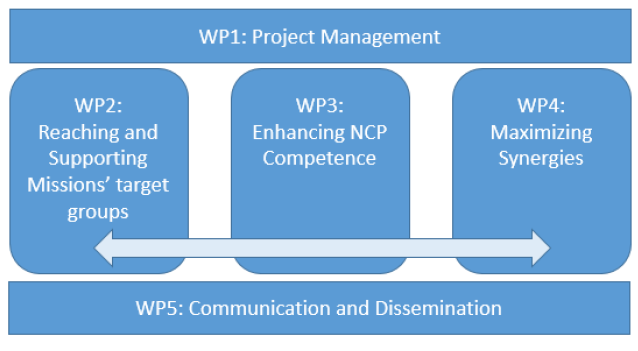 WP1: Project Management
WP2:
Reaching and
Supporting
Missions’ target
groups
WP3:
Enhancing NCP
Competence
WP4:
Maximizing
Synergies
WP5: Communication and Dissemination